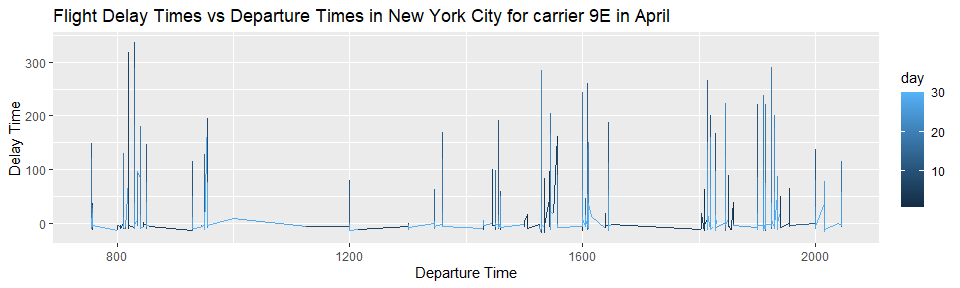 Flight Delay Times vs Departure Times in New York City for carrier 9E in April
300
200
100
0
Delay Time
800
1200
1600
2000
Departure Time
day
30
20
10